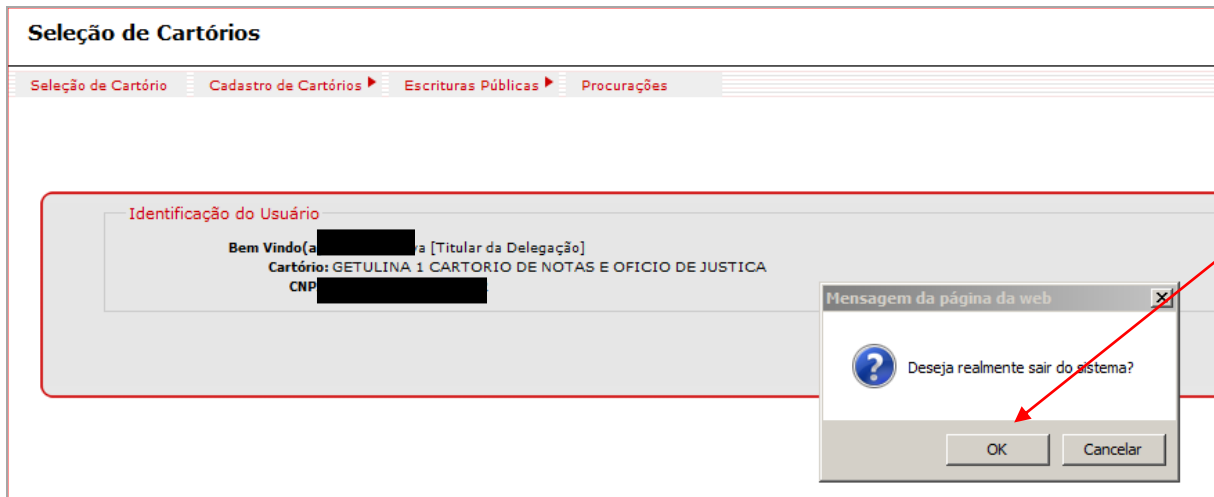 Seleção de Cartórios
Seleção de Cartório Cadastro de Cartórios Escrituras Públicas Procurações
Identificação do Usuário
Bem Vindo(a a [Titular da Delegação]
Cartório: GETULINA 1 CARTORIO DE NOTAS E OFICIO DE JUSTICA
CNP
Mensagem da página da web
Deseja realmente sair do sistema?
OK Cancelar